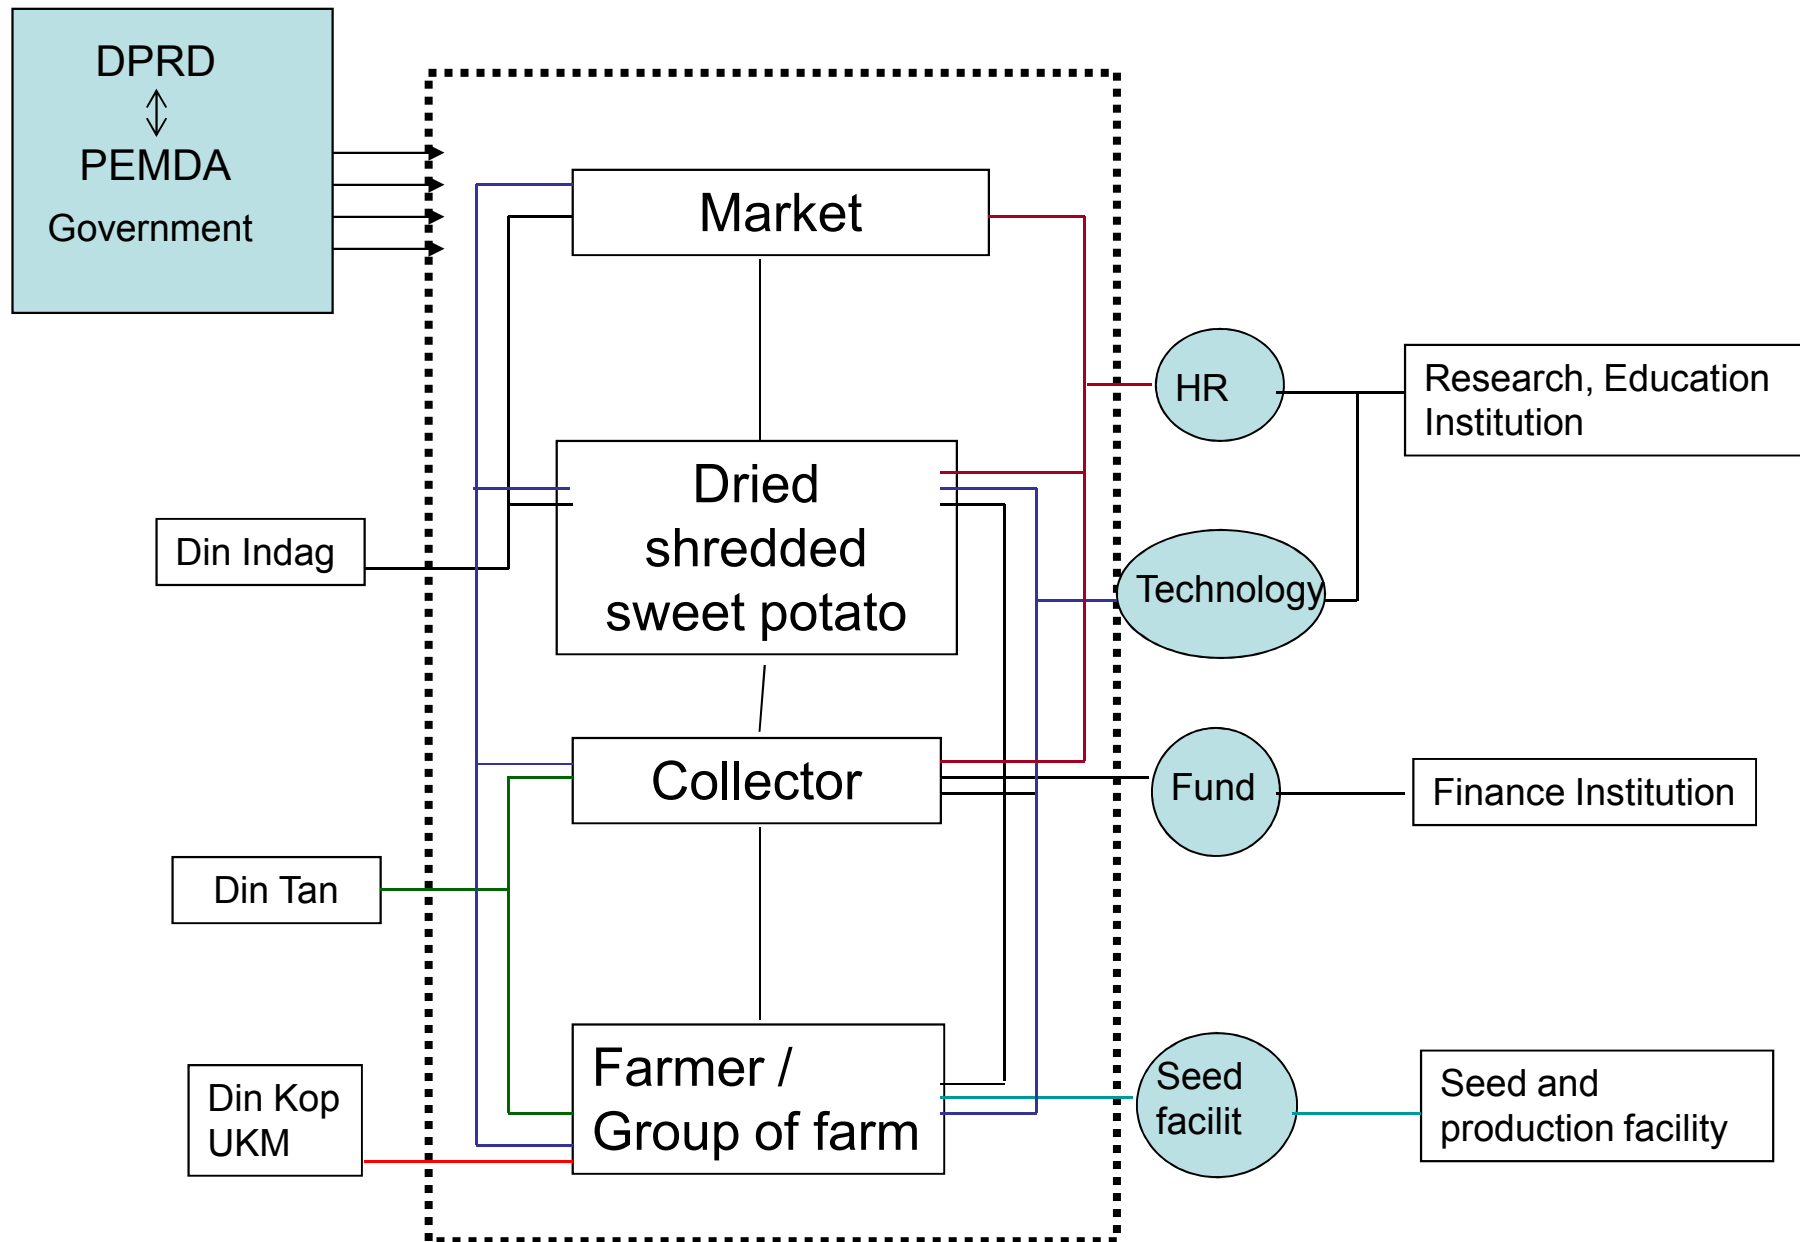 DPRD
PEMDA
Government
Market
HR
Research, Education
Institution
Dried
shredded
sweet potato
Din Indag
Technology
Collector
Fund
Finance Institution
Din Tan
Farmer /
Group of farm
Seed
facilit
Seed and
production facility
Din Kop
UKM